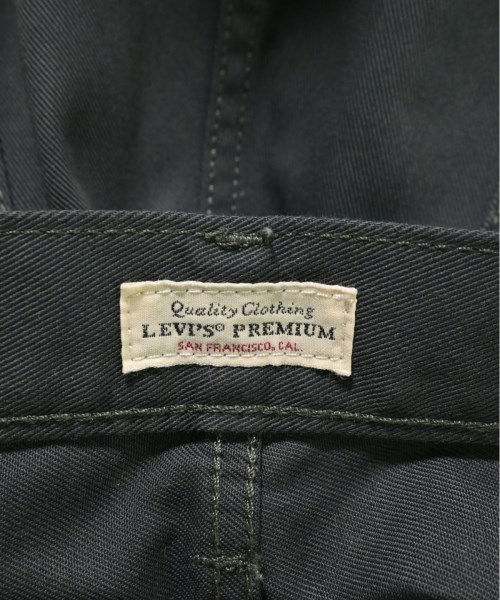 Quality Clothing
LEVI'S® PREMIUM
SAN FRANCISCO, CAL.